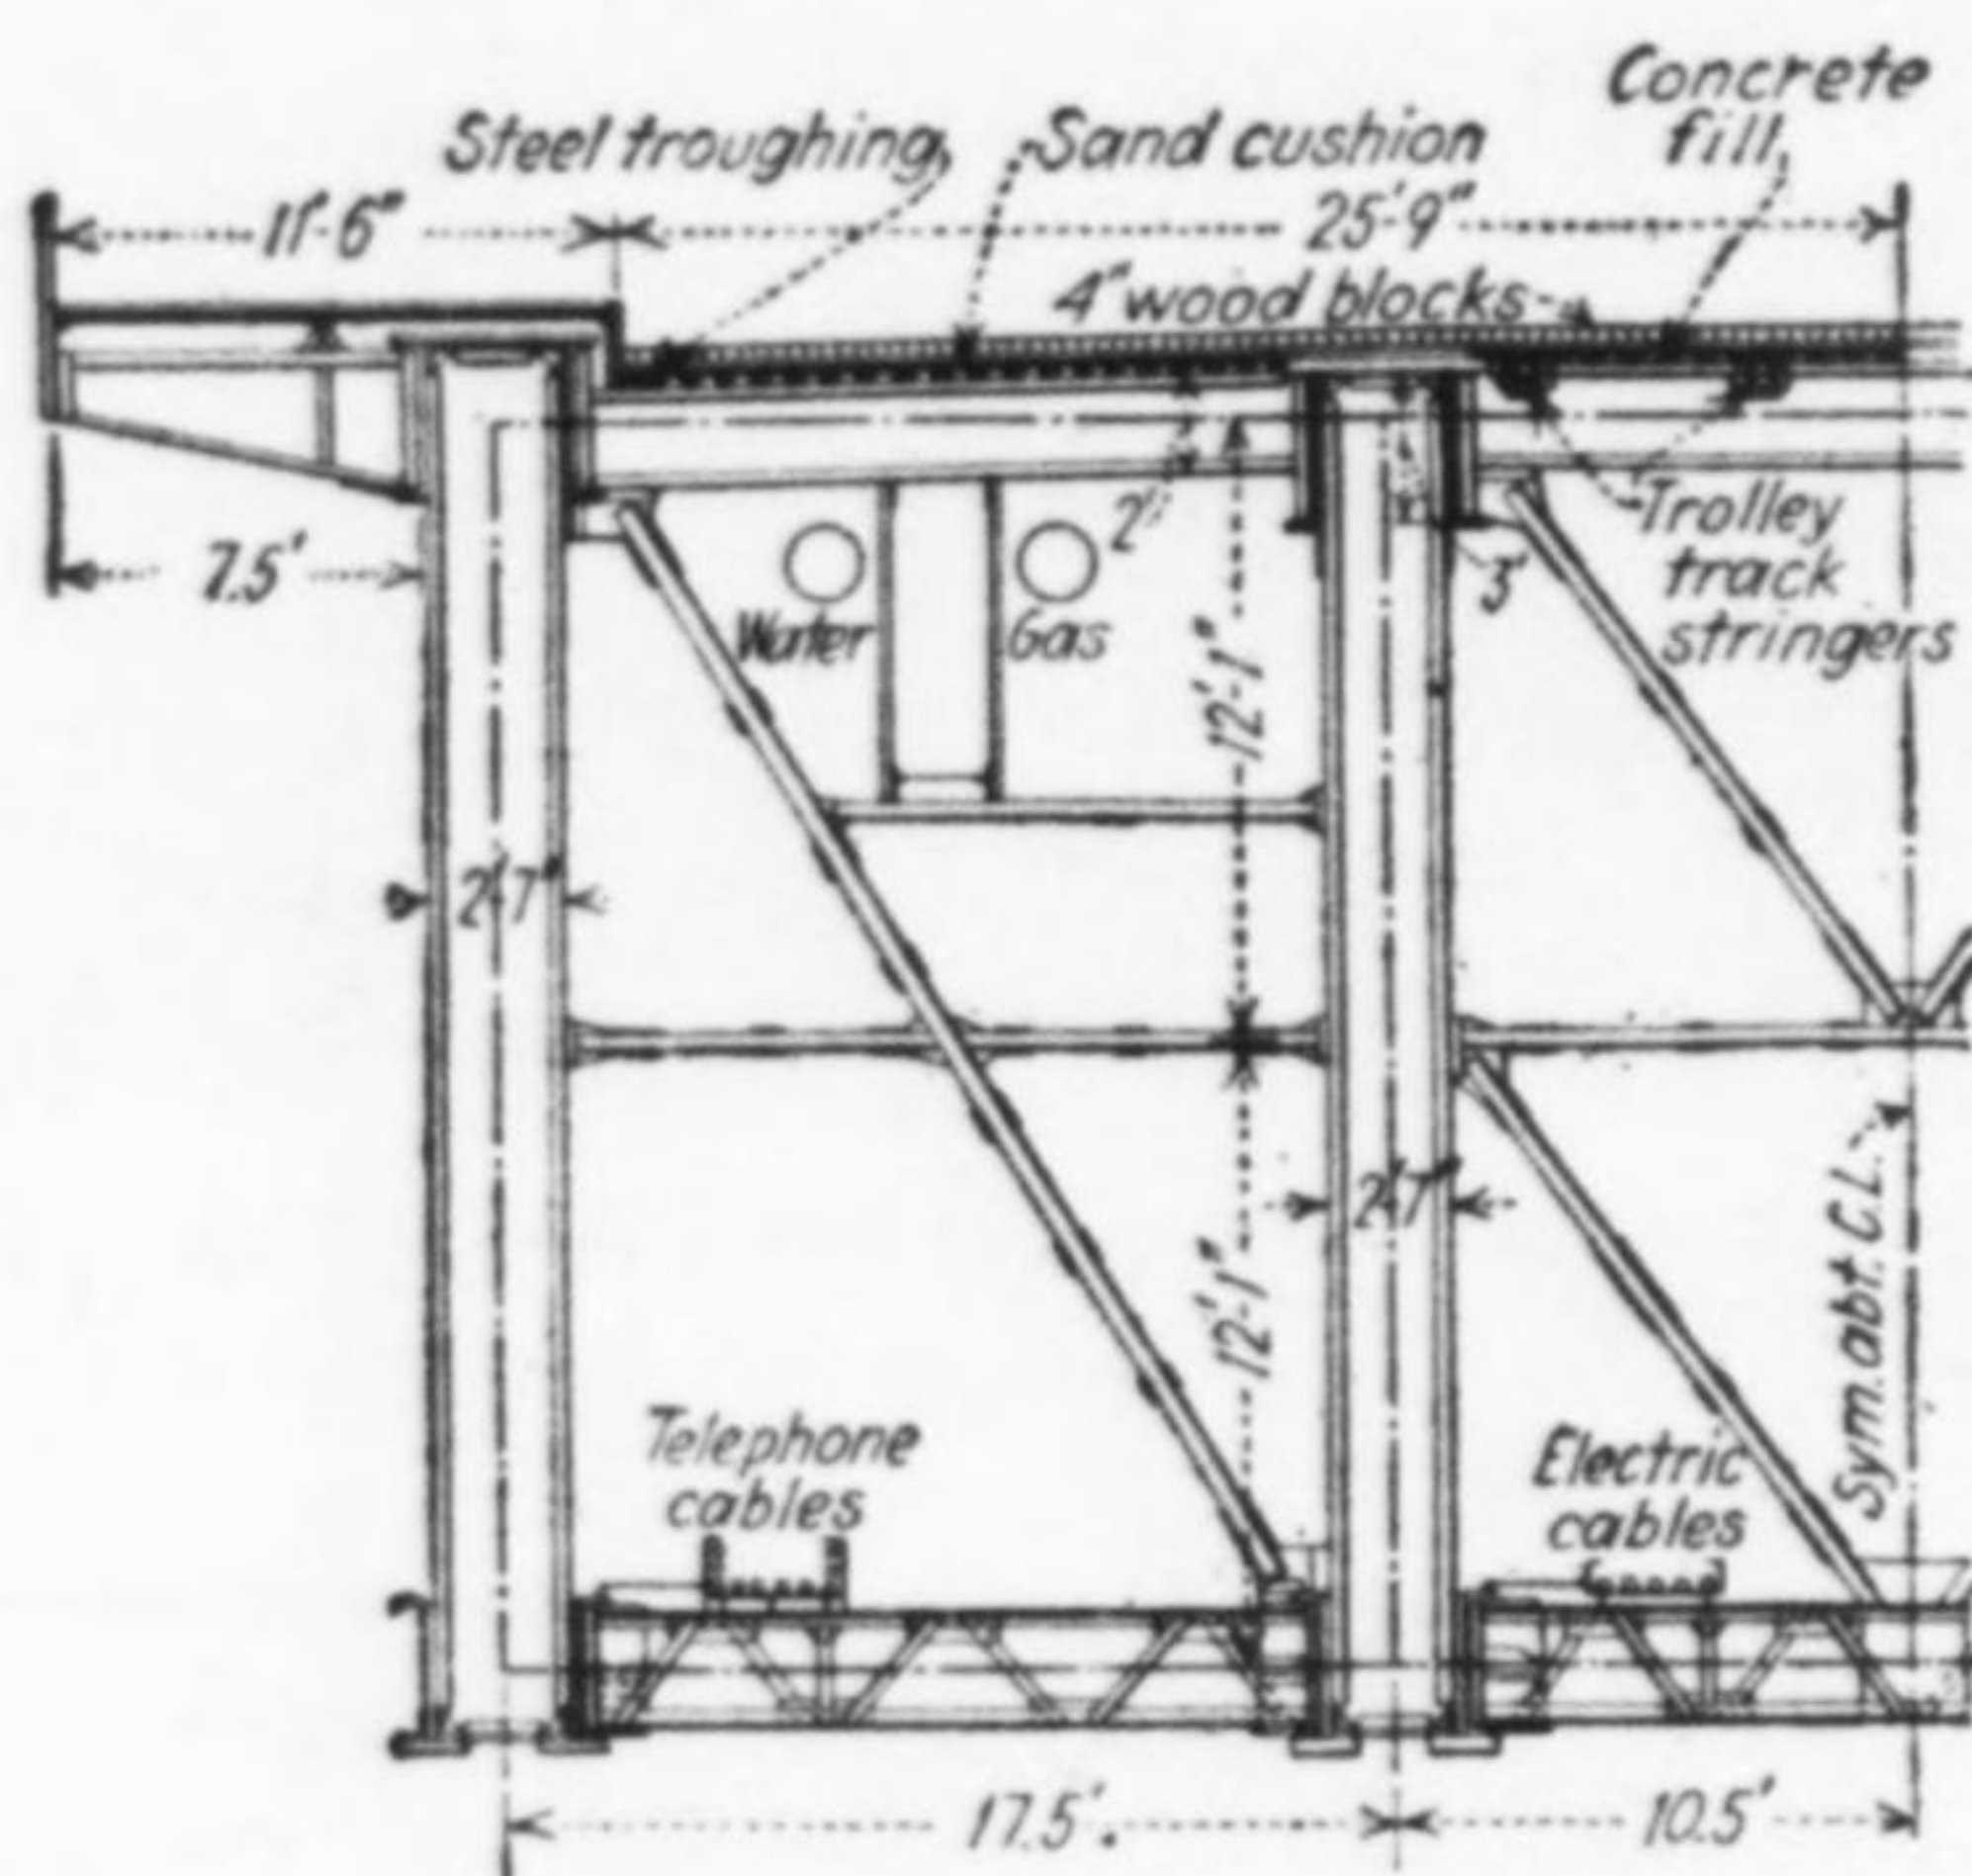 Concrete
fill
Steel troughing
Sand cushion
11'-6"
25'-9"
4" wood blocks
7.5'
Water
Gas
2'
3'
Trolley
track
stringers
12'-1"
2'7"
2'7"
12'-1"
Sym. abt. C.L.
Telephone
cables
Electric
cables
17.5'
10.5'